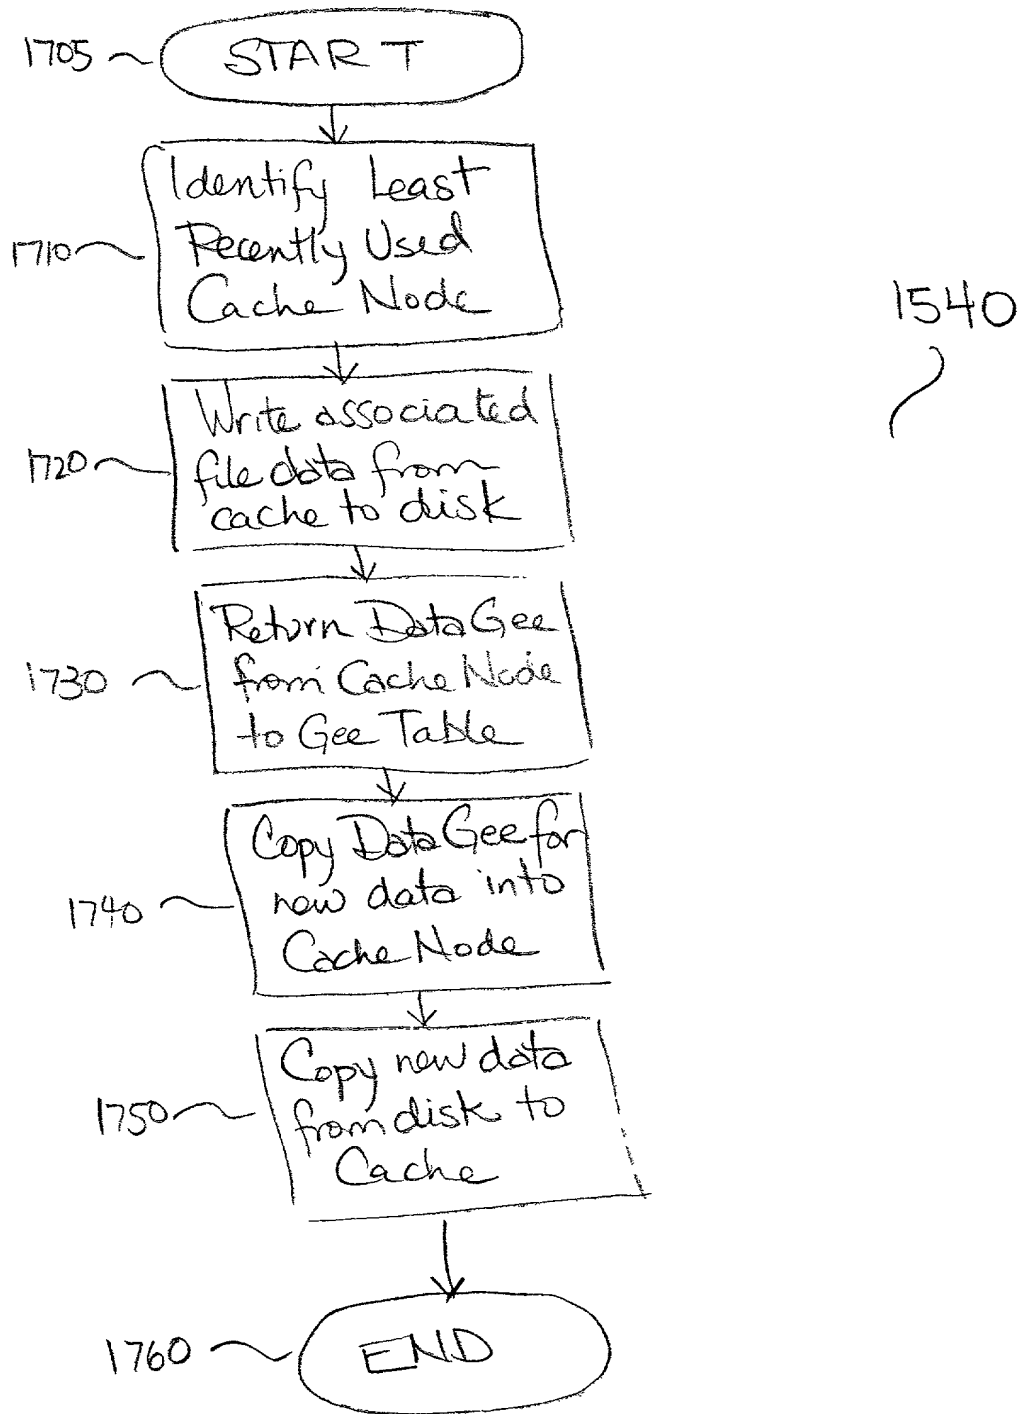 1705
START
1710
Identify Least
Recently Used
Cache Node
1540
1720
Write associated
file data from
cache to disk
1730
Return Data Gee
from Cache Node
to Gee Table
1740
Copy Data Gee for
new data into
Cache Node
1750
Copy new data
from disk to
Cache
1760
END